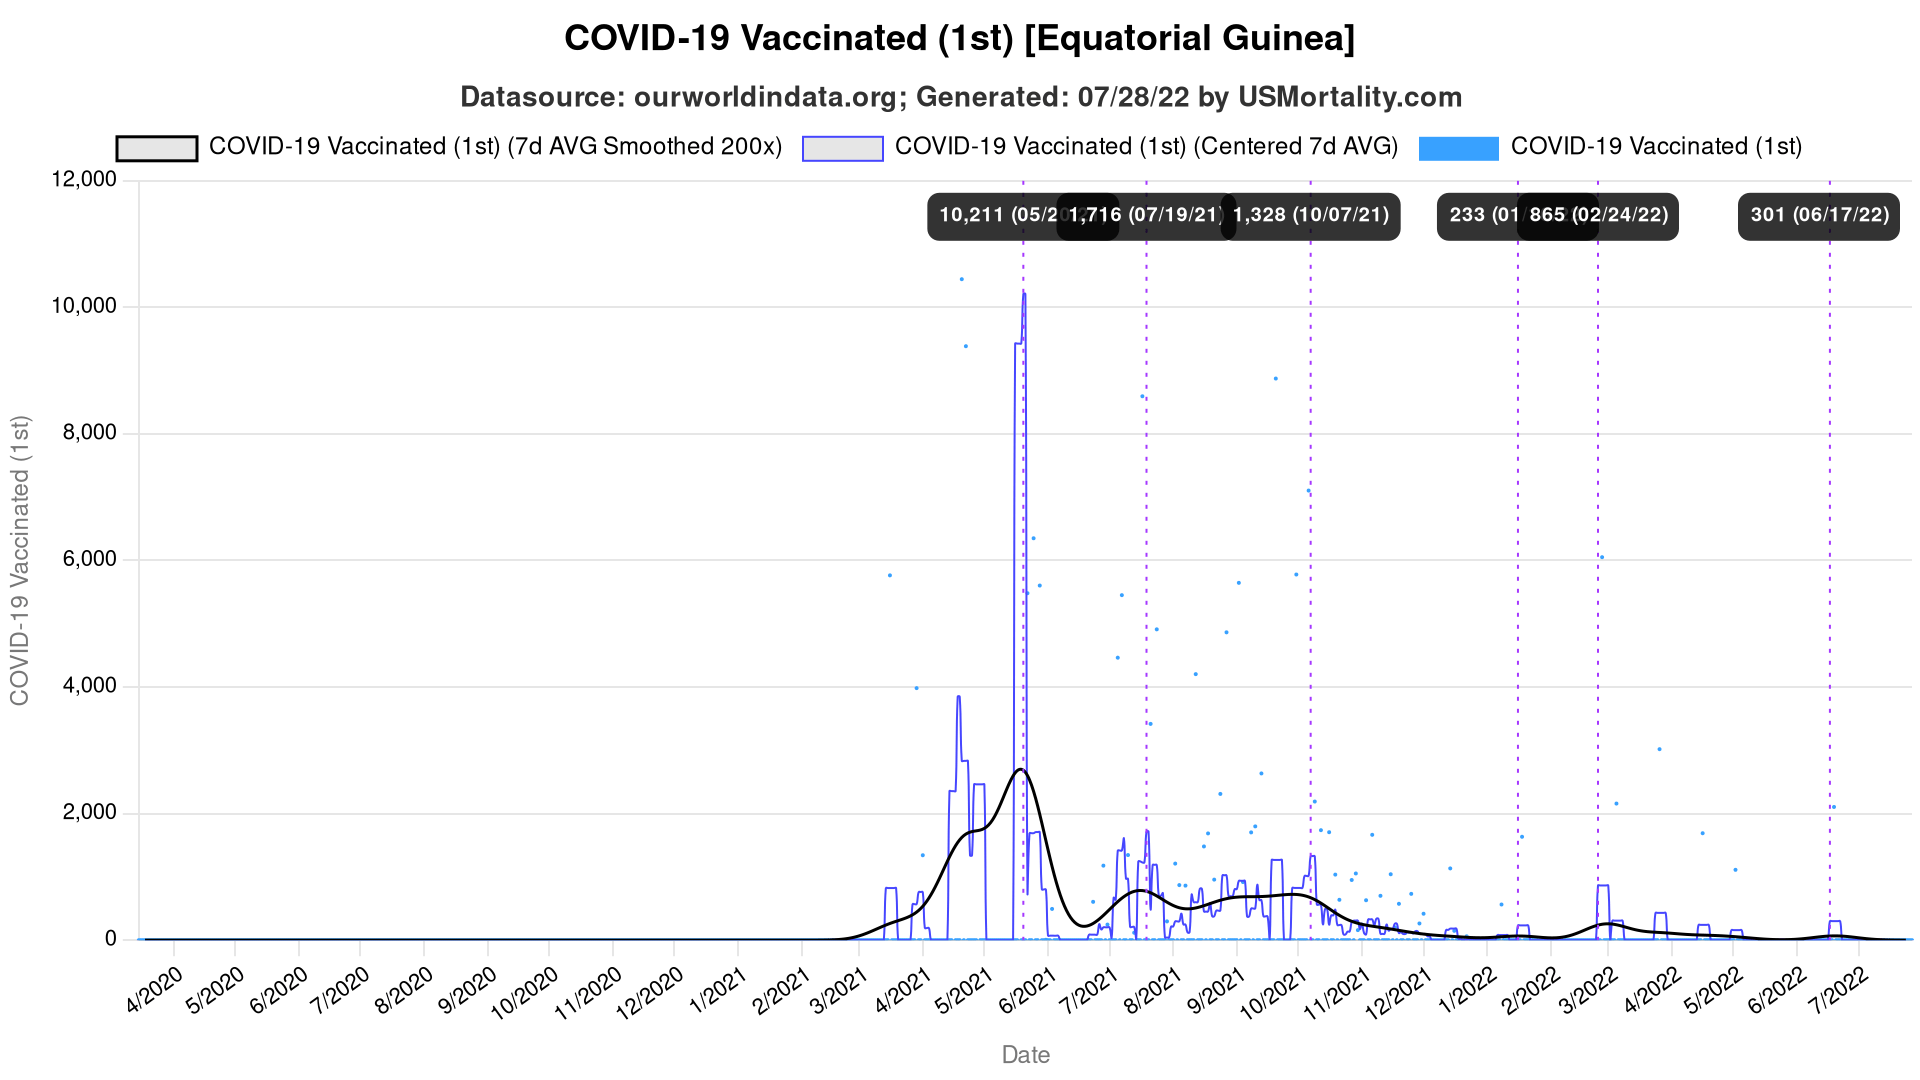 COVID-19 Vaccinated (1st) [Equatorial Guinea]
Datasource: ourworldindata.org; Generated: 07/28/22 by USMortality.com
COVID-19 Vaccinated (1st) (7d AVG Smoothed 200x) COVID-19 Vaccinated (1st) (Centered 7d AVG) COVID-19 Vaccinated (1st)
12,000
10,211 (05/20 1,716 (07/19/21) 1,328 (10/07/21) 233 (01/ 865 (02/24/22) 301 (06/17/22)
10,000
8,000
6,000
4,000
2,000
0
COVID-19 Vaccinated (1st)
4/2020 5/2020 6/2020 7/2020 8/2020 9/2020 10/2020 11/2020 12/2020 1/2021 2/2021 3/2021 4/2021 5/2021 6/2021 7/2021 8/2021 9/2021 10/2021 11/2021 12/2021 1/2022 2/2022 3/2022 4/2022 5/2022 6/2022 7/2022
Date